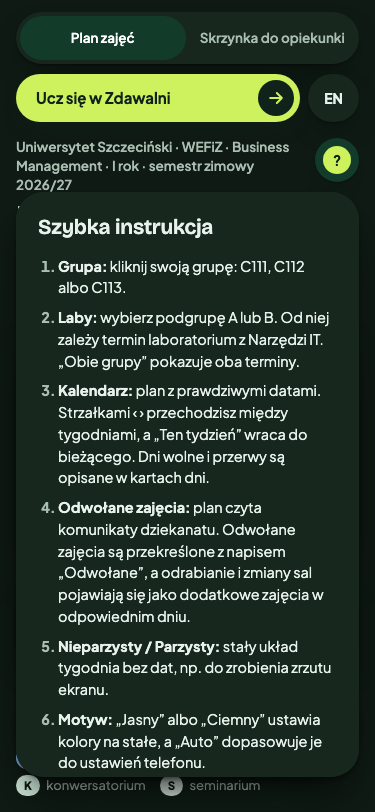 Plan zajęć
Skrzynka do opiekunki
Ucz się w Zdawalni
EN
Uniwersytet Szczeciński · WEFiZ · Business
Management · I rok · semestr zimowy
2026/27
?
Szybka instrukcja
1. Grupa: kliknij swoją grupę: C111, C112
albo C113.
2. Laby: wybierz podgrupę A lub B. Od niej
zależy termin laboratorium z Narzędzi IT.
„Obie grupy” pokazuje oba terminy.
3. Kalendarz: plan z prawdziwymi datami.
Strzałkami ‹ › przechodzisz między
tygodniami, a „Ten tydzień” wraca do
bieżącego. Dni wolne i przerwy są
opisane w kartach dni.
4. Odwołane zajęcia: plan czyta
komunikaty dziekanatu. Odwołane
zajęcia są przekreślone z napisem
„Odwołane”, a odrabianie i zmiany sal
pojawiają się jako dodatkowe zajęcia w
odpowiednim dniu.
5. Nieparzysty / Parzysty: stały układ
tygodnia bez dat, np. do zrobienia zrzutu
ekranu.
6. Motyw: „Jasny” albo „Ciemny” ustawia
kolory na stałe, a „Auto” dopasowuje je
do ustawień telefonu.
K konwersatorium S seminarium